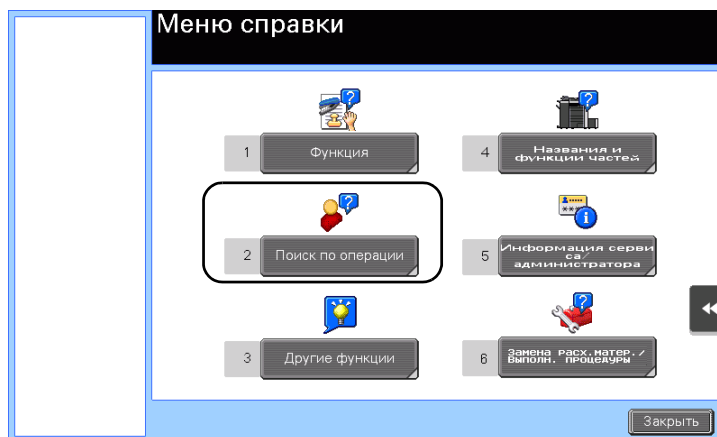 Меню справки
1 Функция
4 Названия и
функции частей
2 Поиск по операции
5 Информация серви
са/
администратора
3 Другие функции
6 Замена расх.матер./
Выполн. процедуры
Закрыть